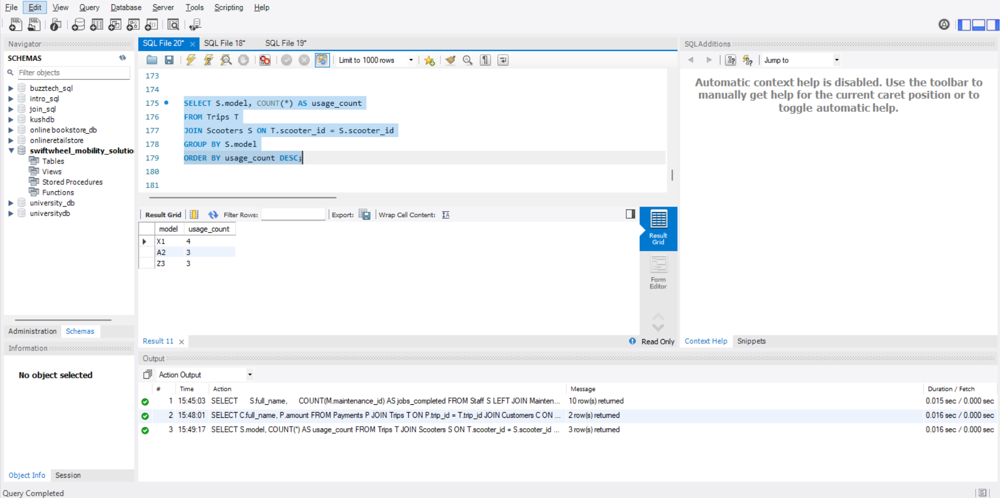 File Edit View Query Database Server Tools Scripting Help
Navigator
SCHEMAS
Filter objects
buzztech_sql
intro_sql
join_sql
kushdb
online bookstore_db
onlineretailstore
swiftwheel_mobility_solutio
Tables
Views
Stored Procedures
Functions
university_db
universitydb
Administration Schemas
Information
No object selected
Object Info Session
Query Completed
SQL File 20* SQL File 18* SQL File 19*
Limit to 1000 rows
173
174
175 SELECT S.model, COUNT(*) AS usage_count
176 FROM Trips T
177 JOIN Scooters S ON T.scooter_id = S.scooter_id
178 GROUP BY S.model
179 ORDER BY usage_count DESC;
180
181
Result Grid Filter Rows: Export: Wrap Cell Content:
model usage_count
X1 4
A2 3
Z3 3
Result Grid
Form Editor
Result 11 Read Only
SQLAdditions
Jump to
Automatic context help is disabled. Use the toolbar to
manually get help for the current caret position or to
toggle automatic help.
Context Help Snippets
Output
Action Output
# Time Action Message Duration / Fetch
1 15:45:03 SELECT S.full_name, COUNT(M.maintenance_id) AS jobs_completed FROM Staff S LEFT JOIN Mainten... 10 row(s) returned 0.015 sec / 0.000 sec
2 15:48:01 SELECT C.full_name, P.amount FROM Payments P JOIN Trips T ON P.trip_id = T.trip_id JOIN Customers C ON ... 2 row(s) returned 0.016 sec / 0.000 sec
3 15:49:17 SELECT S.model, COUNT(*) AS usage_count FROM Trips T JOIN Scooters S ON T.scooter_id = S.scooter_id ... 3 row(s) returned 0.016 sec / 0.000 sec